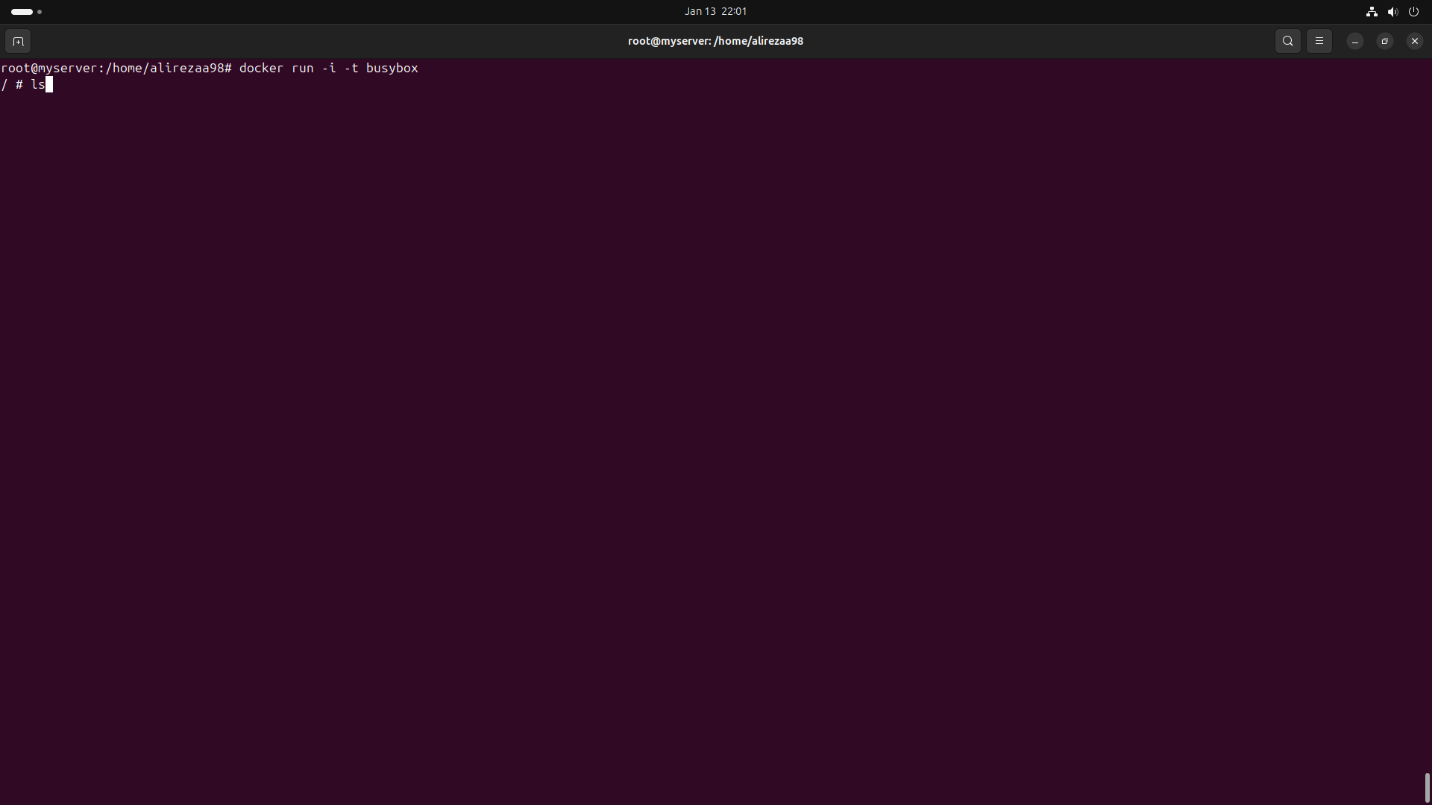 Jan 13 22:01
root@myserver: /home/alirezaa98
root@myserver:/home/alirezaa98# docker run -i -t busybox
/ # ls